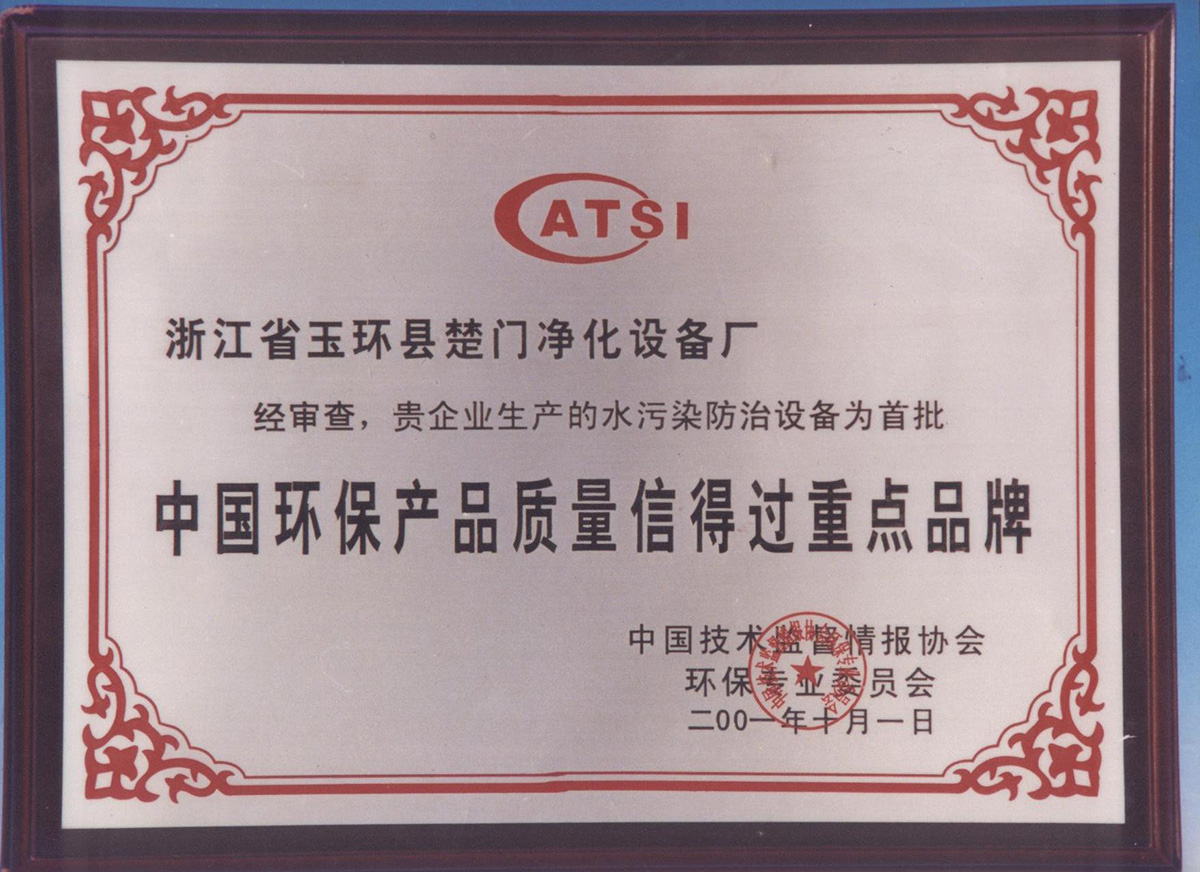 CATSI
浙江省玉环县楚门净化设备厂
经审查，贵企业生产的水污染防治设备为首批
中国环保产品质量信得过重点品牌
中国技术监督情报协会
环保专业委员会
二00一年十月一日